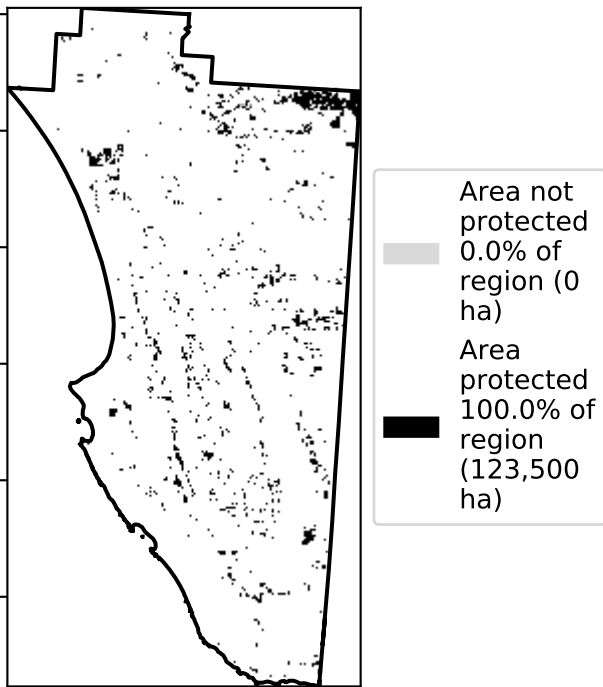 Area not
protected
0.0% of
region (0
ha)
Area
protected
100.0% of
region
(123,500
ha)